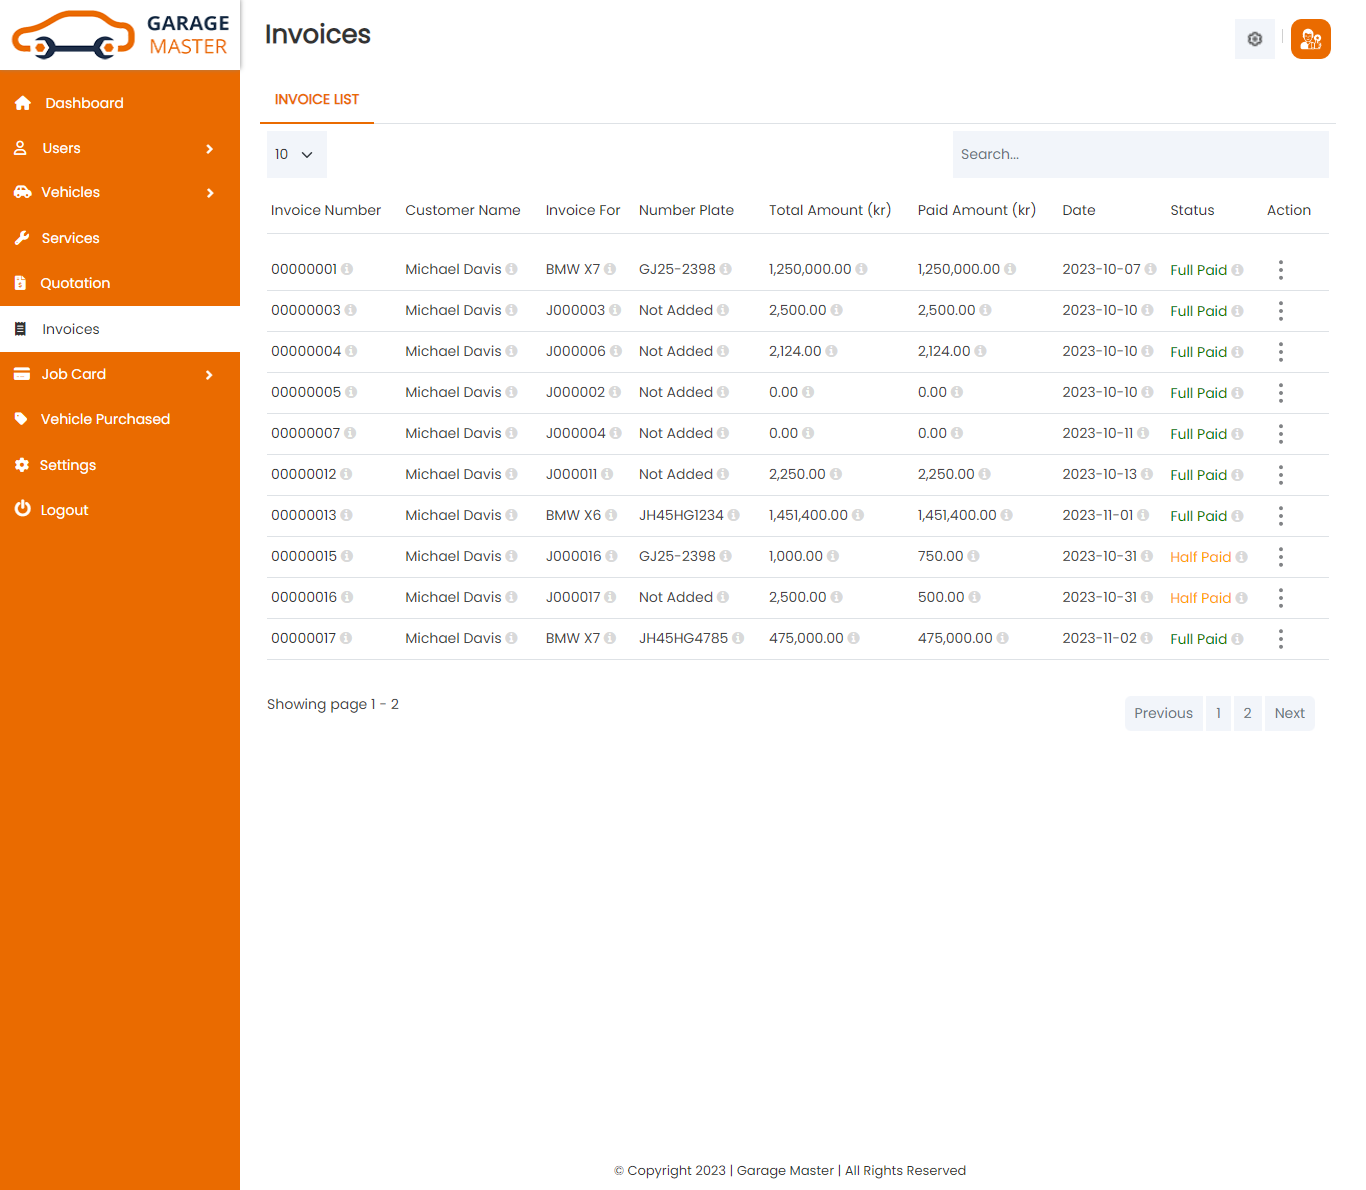 GARAGE
MASTER
Invoices
Dashboard
Users
Vehicles
Services
Quotation
Invoices
Job Card
Vehicle Purchased
Settings
Logout
INVOICE LIST
10
Search...
Invoice Number Customer Name Invoice For Number Plate Total Amount (kr) Paid Amount (kr) Date Status Action
00000001 Michael Davis BMW X7 GJ25-2398 1,250,000.00 1,250,000.00 2023-10-07 Full Paid
00000003 Michael Davis J000003 Not Added 2,500.00 2,500.00 2023-10-10 Full Paid
00000004 Michael Davis J000006 Not Added 2,124.00 2,124.00 2023-10-10 Full Paid
00000005 Michael Davis J000002 Not Added 0.00 0.00 2023-10-10 Full Paid
00000007 Michael Davis J000004 Not Added 0.00 0.00 2023-10-11 Full Paid
00000012 Michael Davis J000011 Not Added 2,250.00 2,250.00 2023-10-13 Full Paid
00000013 Michael Davis BMW X6 JH45HG1234 1,451,400.00 1,451,400.00 2023-11-01 Full Paid
00000015 Michael Davis J000016 GJ25-2398 1,000.00 750.00 2023-10-31 Half Paid
00000016 Michael Davis J000017 Not Added 2,500.00 500.00 2023-10-31 Half Paid
00000017 Michael Davis BMW X7 JH45HG4785 475,000.00 475,000.00 2023-11-02 Full Paid
Showing page 1 - 2
Previous 1 2 Next
© Copyright 2023 | Garage Master | All Rights Reserved